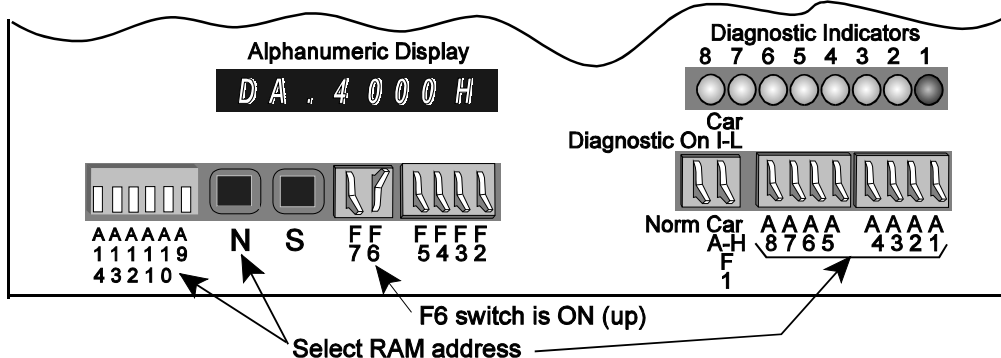 Alphanumeric Display
DA.4000H
Diagnostic Indicators
8 7 6 5 4 3 2 1
Car
Diagnostic On I-L
N S
F F
7 6
F F F F
5 4 3 2
A A A A A A
1 1 1 1 1 9
4 3 2 1 0
Norm Car
A-H
F
1
A A A A
8 7 6 5
A A A A
4 3 2 1
F6 switch is ON (up)
Select RAM address